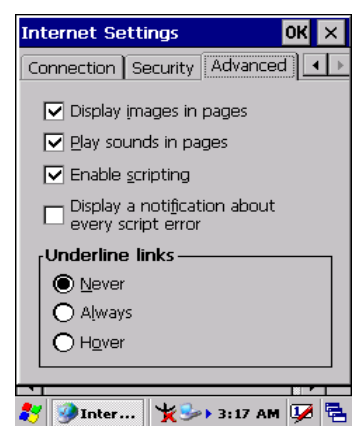 Internet Settings OK
Connection Security Advanced
Display images in pages
Play sounds in pages
Enable scripting
Display a notification about
every script error
Underline links
Never
Always
Hover
Inter... 3:17 AM